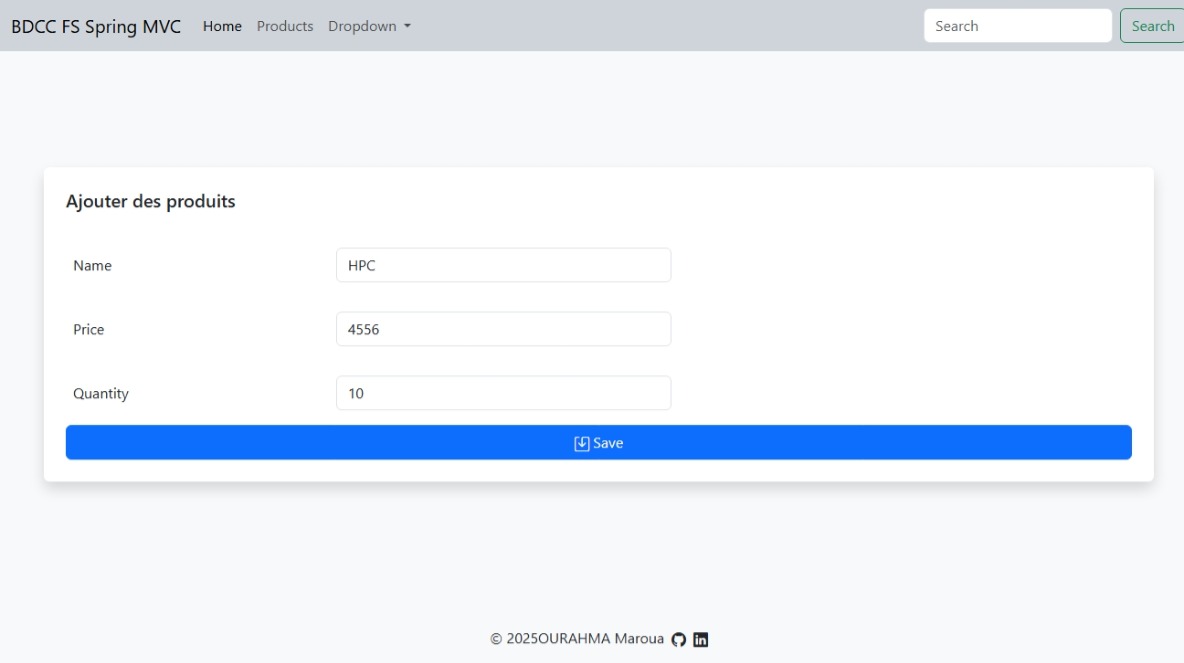 BDCC FS Spring MVC Home Products Dropdown Search Search
Ajouter des produits
Name HPC
Price 4556
Quantity 10
Save
© 2025OURAHMA Maroua